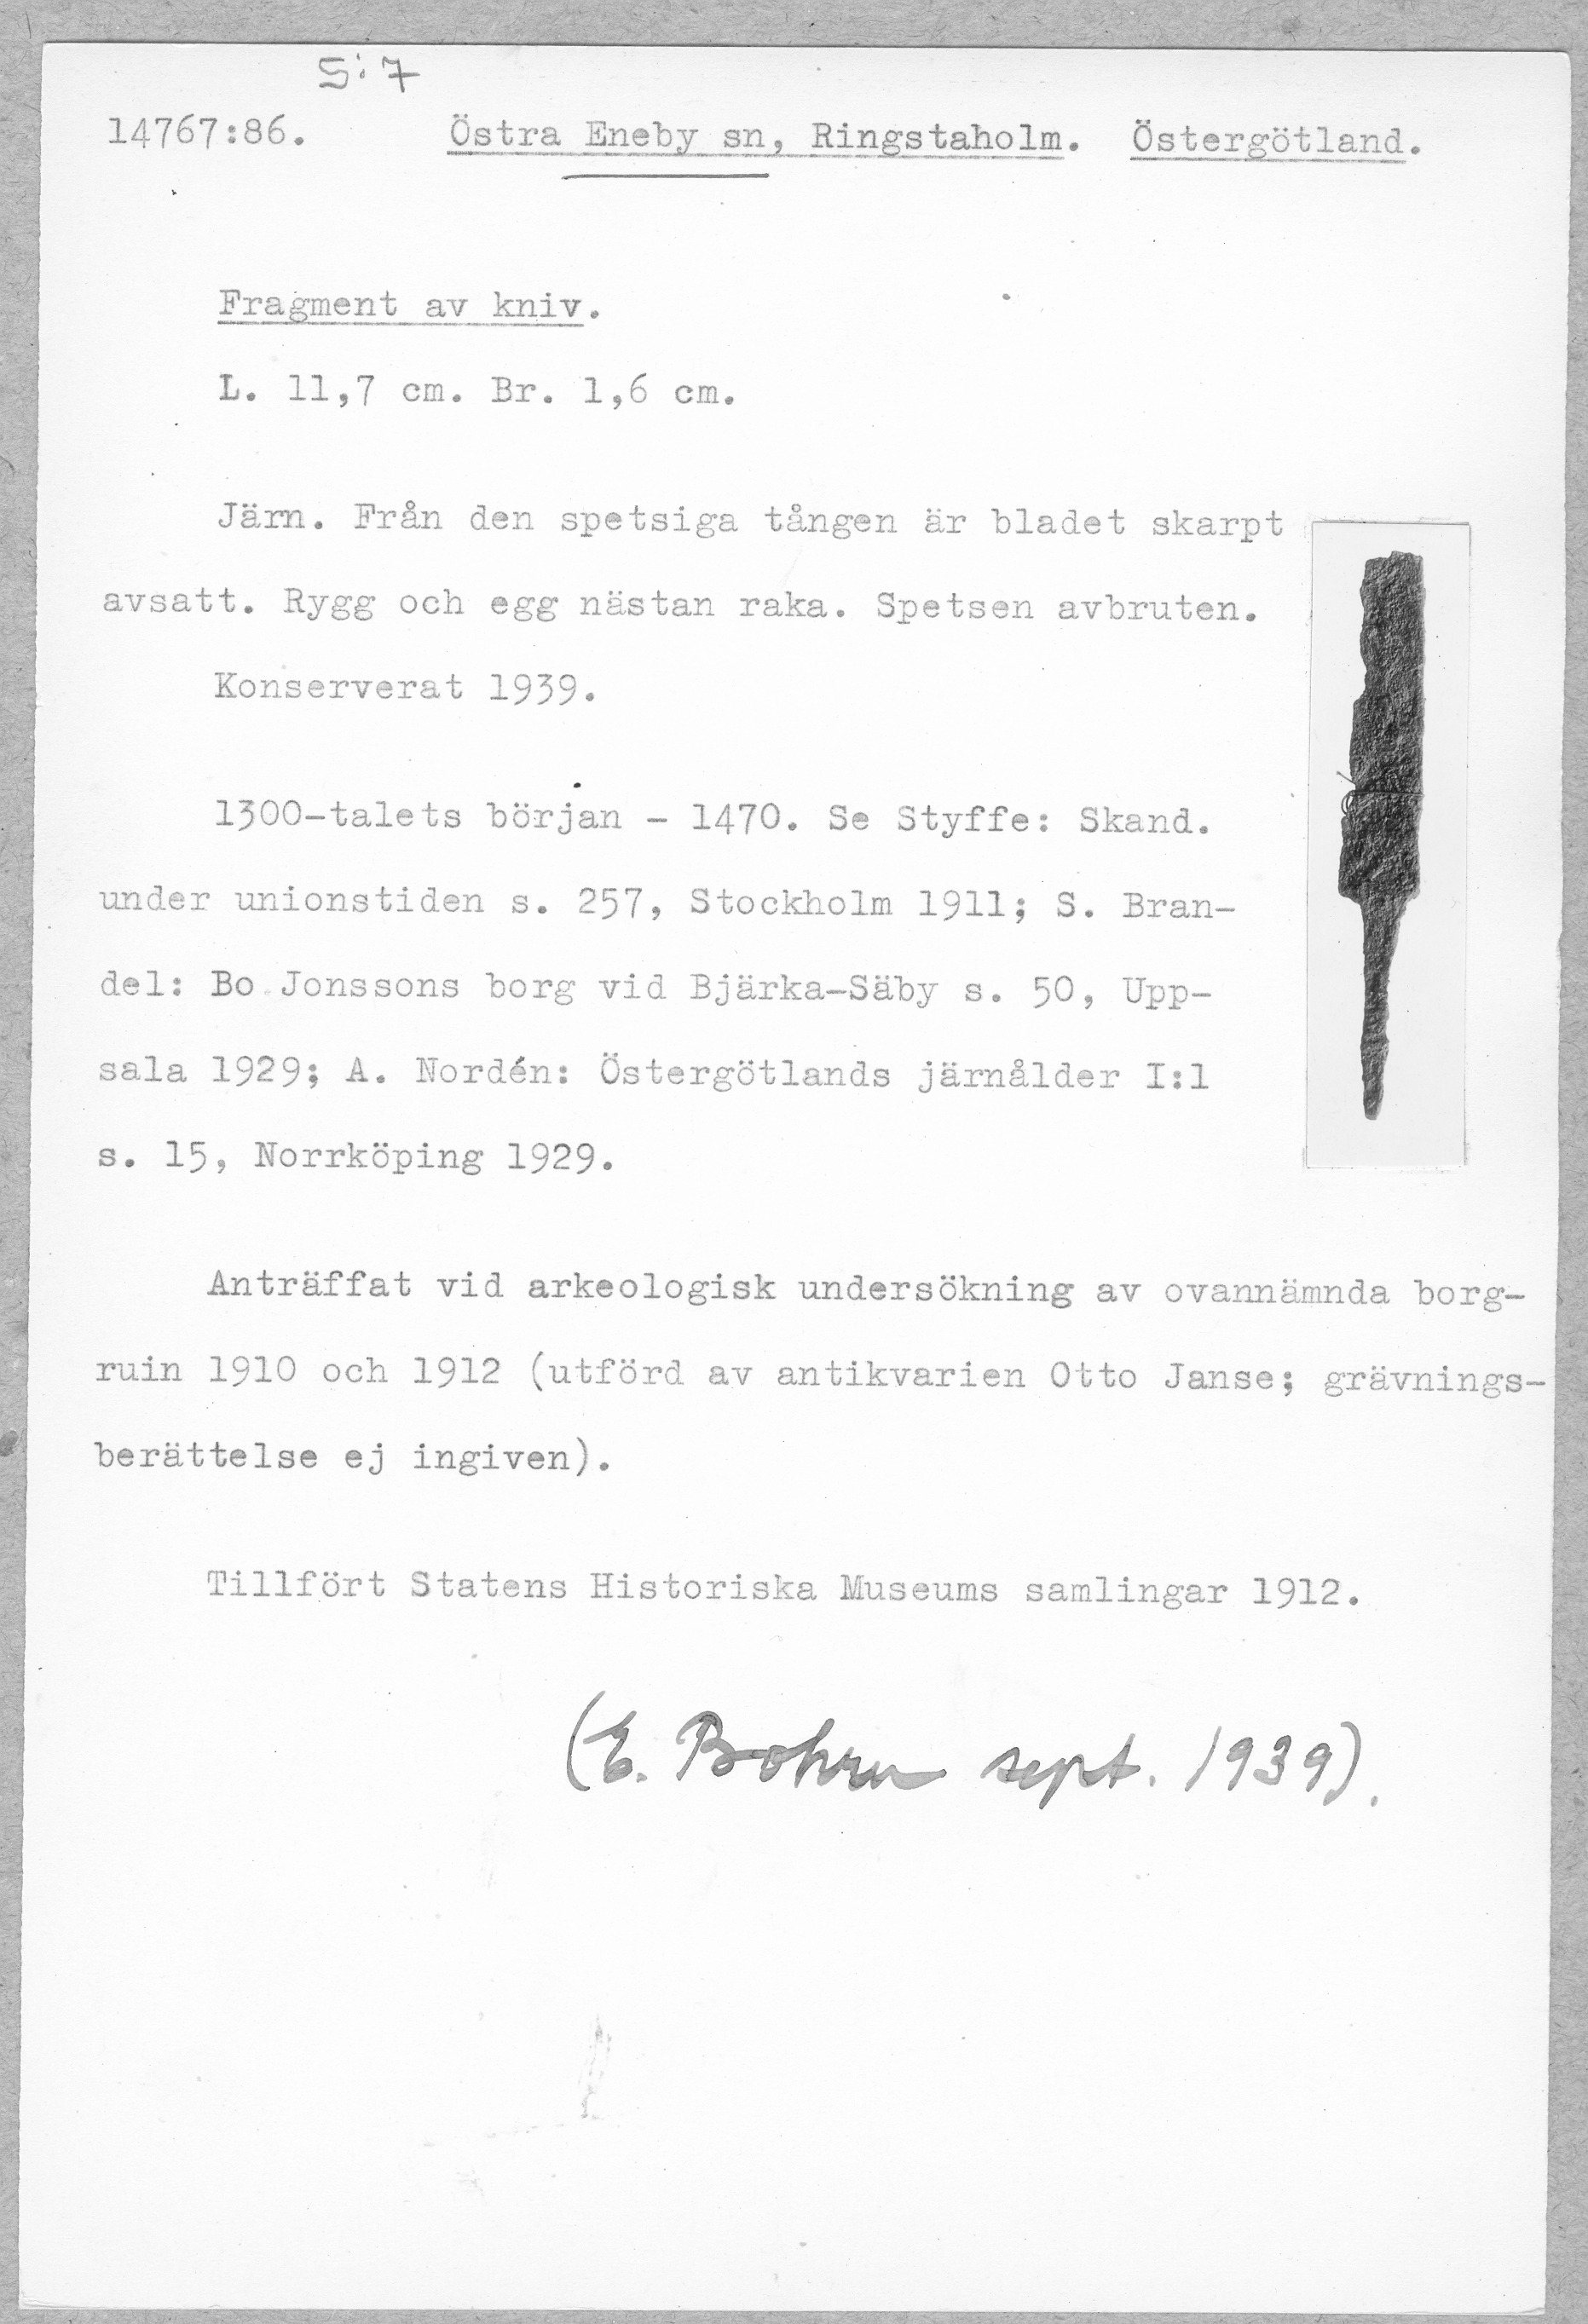 5:7
14767:86. Östra Eneby sn, Ringstaholm. Östergötland.
Fragment av kniv.
L. 11,7 cm. Br. 1,6 cm.
Järn. Från den spetsiga tången är bladet skarpt
avsatt. Rygg och egg nästan raka. Spetsen avbruten.
Konserverat 1939.
1300-talets början - 1470. Se Styffe: Skand.
under unionstiden s. 257, Stockholm 1911; S. Bran-
del: Bo Jonssons borg vid Bjärka-Säby s. 50, Upp-
sala 1929; A. Nordén: Östergötlands järnålder I:1
s. 15, Norrköping 1929.
Anträffat vid arkeologisk undersökning av ovannämnda borg-
ruin 1910 och 1912 (utförd av antikvarien Otto Janse; grävnings-
berättelse ej ingiven).
Tillfört Statens Historiska Museums samlingar 1912.
(E. Bohrn sept. 1939).